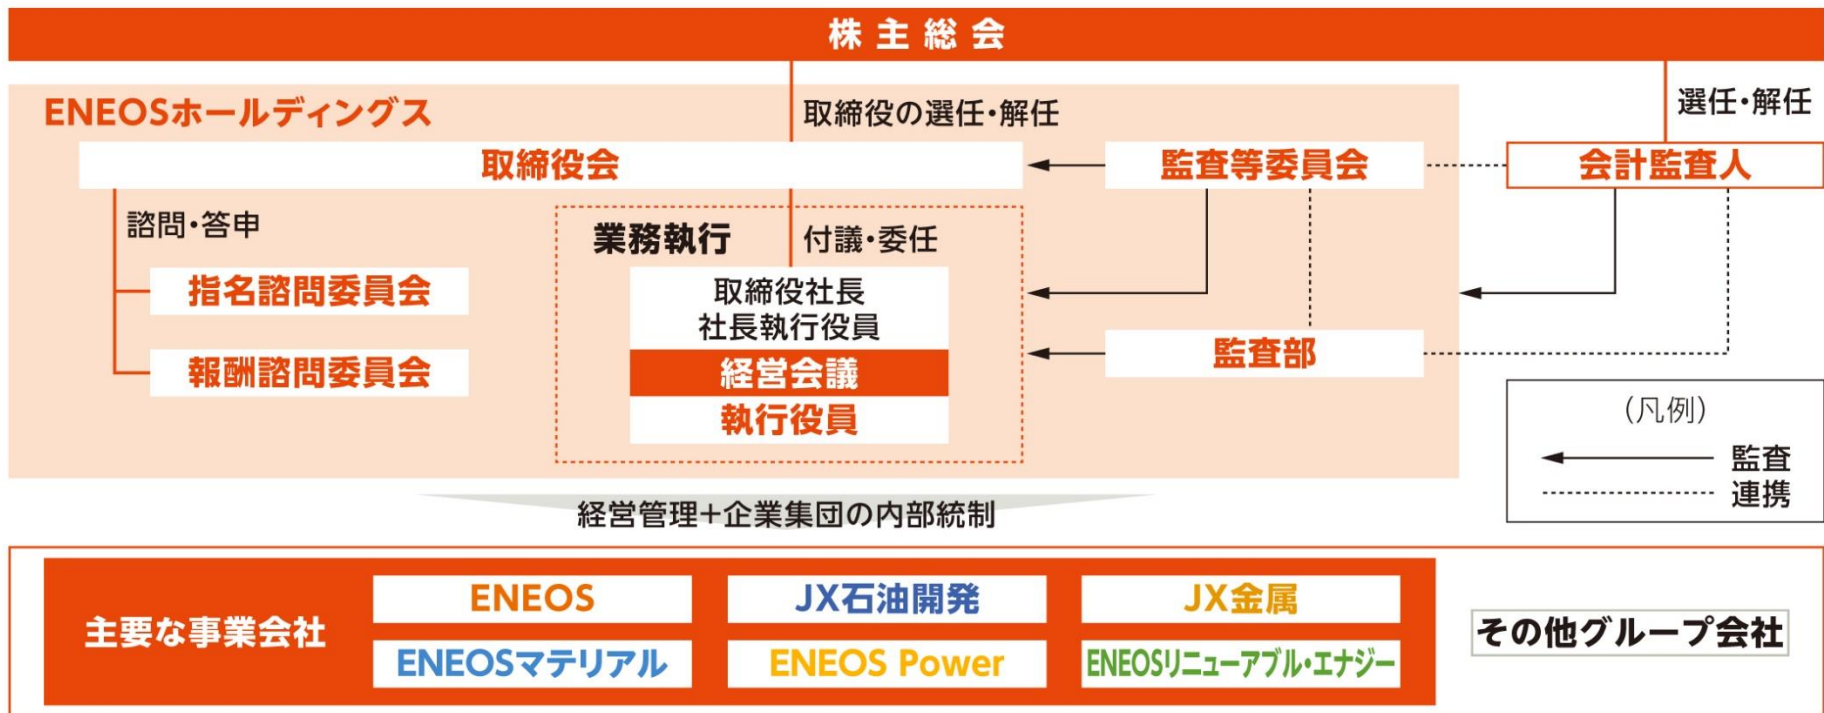 株主総会
ENEOSホールディングス
取締役の選任・解任
選任・解任
取締役会
監査等委員会
会計監査人
諮問・答申
業務執行
付議・委任
指名諮問委員会
取締役社長
社長執行役員
報酬諮問委員会
経営会議
執行役員
監査部
(凡例)
監査
連携
経営管理+企業集団の内部統制
主要な事業会社
ENEOS
JX石油開発
JX金属
ENEOSマテリアル
ENEOS Power
ENEOSリニューアブル・エナジー
その他グループ会社